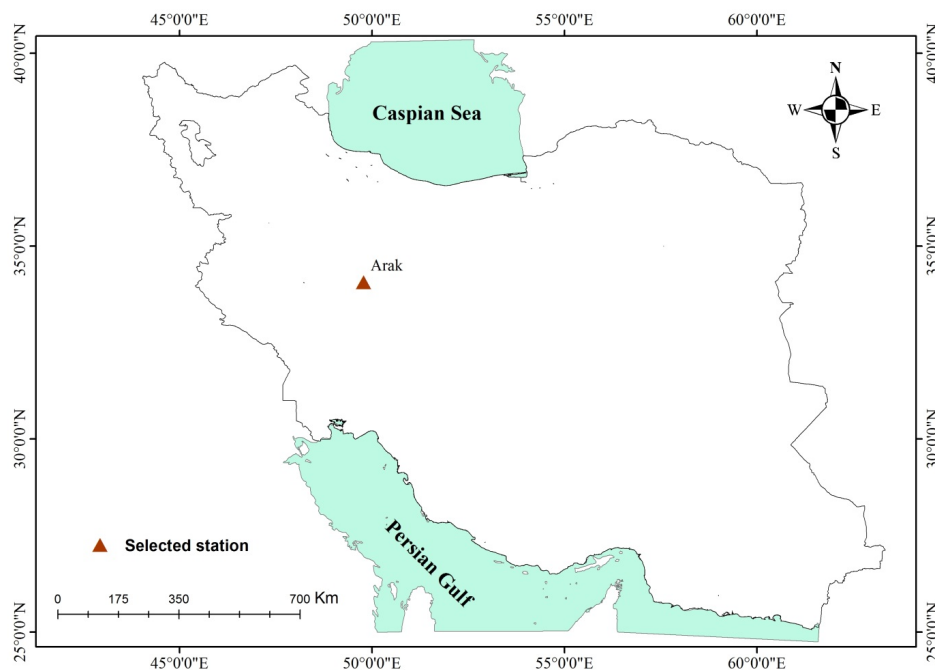 45°0'0"E 50°0'0"E 55°0'0"E 60°0'0"E
40°0'0"N
40°0'0"N
N
W E
S
Caspian Sea
35°0'0"N
35°0'0"N
Arak
30°0'0"N
30°0'0"N
Persian Gulf
Selected station
0 175 350 700 Km
25°0'0"N
25°0'0"N
45°0'0"E 50°0'0"E 55°0'0"E 60°0'0"E